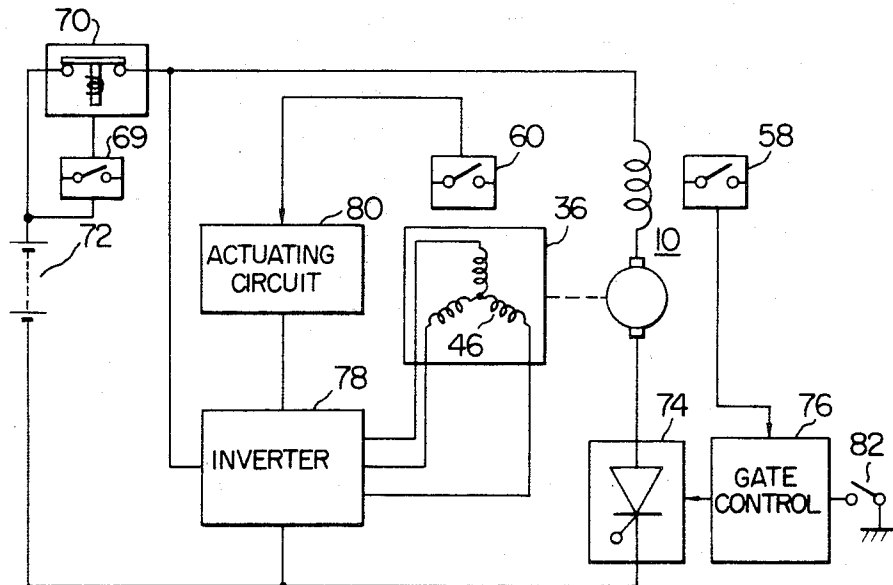 70
69
60
58
72
80
36
10
ACTUATING
CIRCUIT
46
78
74
76
82
INVERTER
GATE
CONTROL